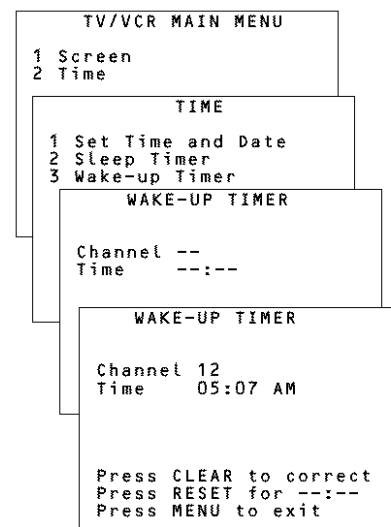 TV/VCR MAIN MENU
1 Screen
2 Time
TIME
1 Set Time and Date
2 Sleep Timer
3 Wake-up Timer
WAKE-UP TIMER
Channel --
Time --:--
WAKE-UP TIMER
Channel 12
Time 05:07 AM
Press CLEAR to correct
Press RESET for --:--
Press MENU to exit